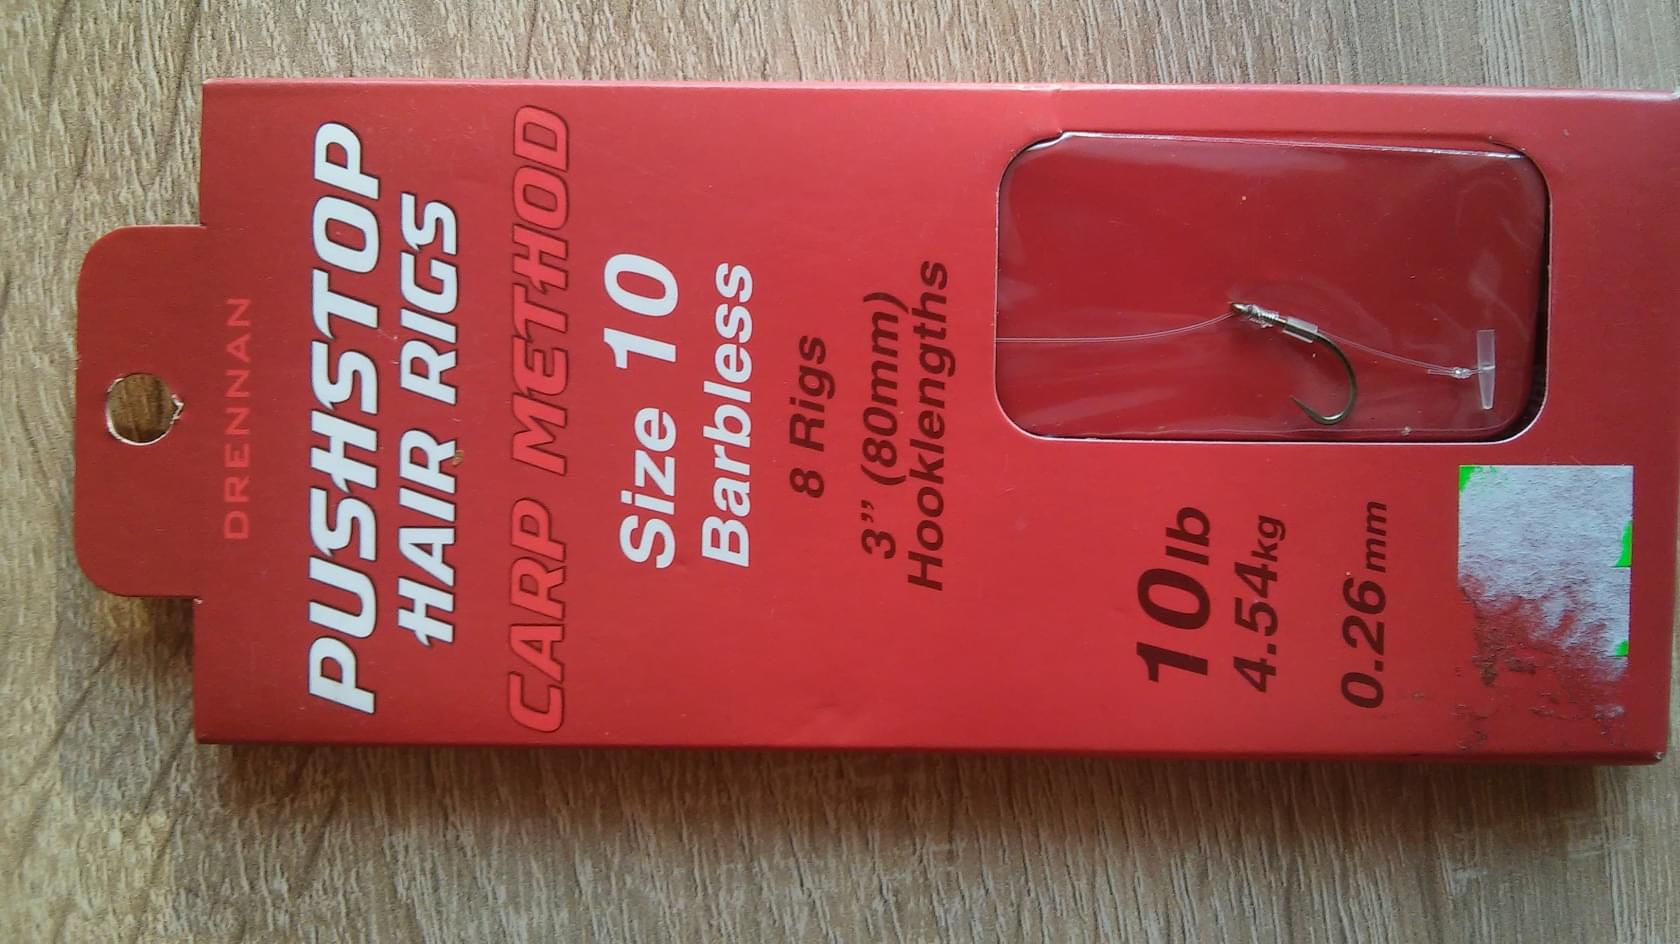 DRENNAN
PUSHSTOP
HAIR RIGS
CARP METHOD
Size 10
Barbless
8 Rigs
3” (80mm)
Hooklengths
10lb
4.54kg
0.26mm